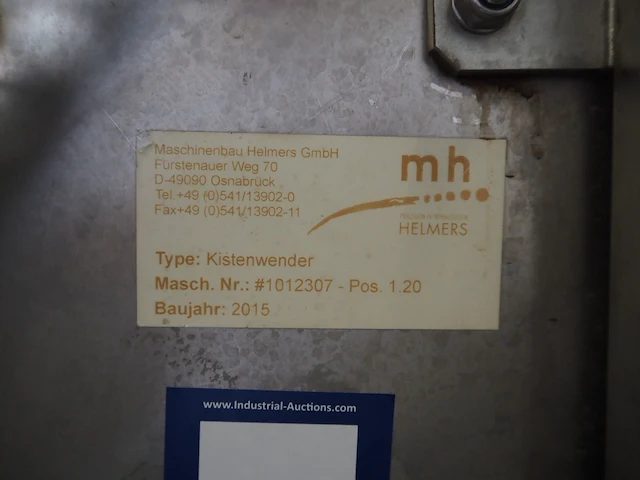 Maschinenbau Helmers GmbH
Fürstenauer Weg 70
D-49090 Osnabrück
Tel.+49 (0)541/13902-0
Fax+49 (0)541/13902-11
mh
HELMERS
Type: Kistenwender
Masch. Nr.: #1012307 - Pos. 1.20
Baujahr: 2015
www.Industrial-Auctions.com